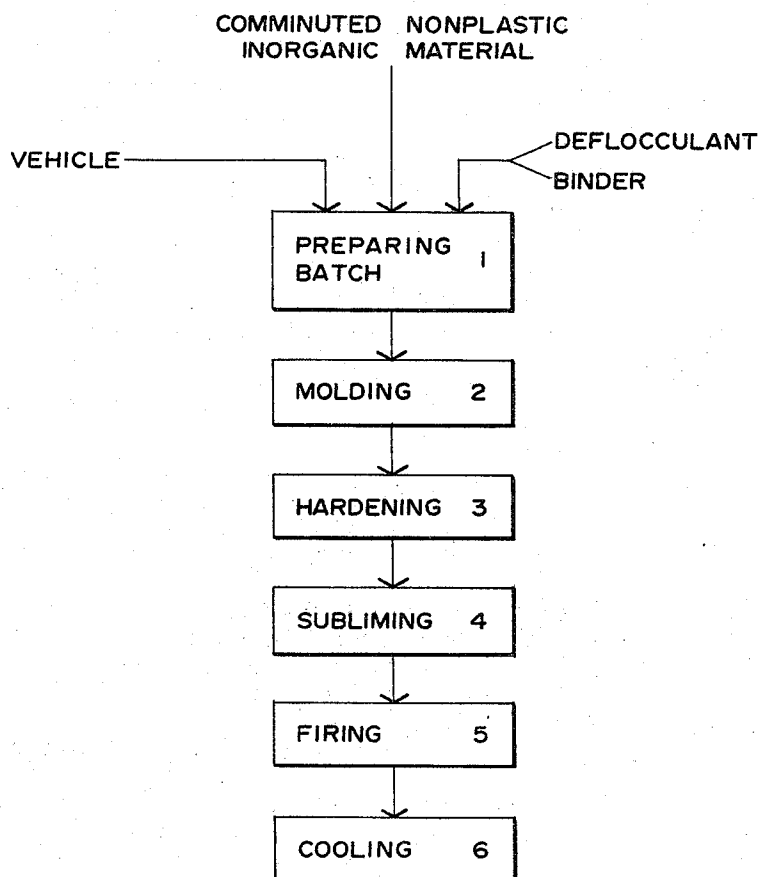 COMMINUTED NONPLASTIC
INORGANIC MATERIAL
VEHICLE
DEFLOCCULANT
BINDER
PREPARING
BATCH 1
MOLDING 2
HARDENING 3
SUBLIMING 4
FIRING 5
COOLING 6